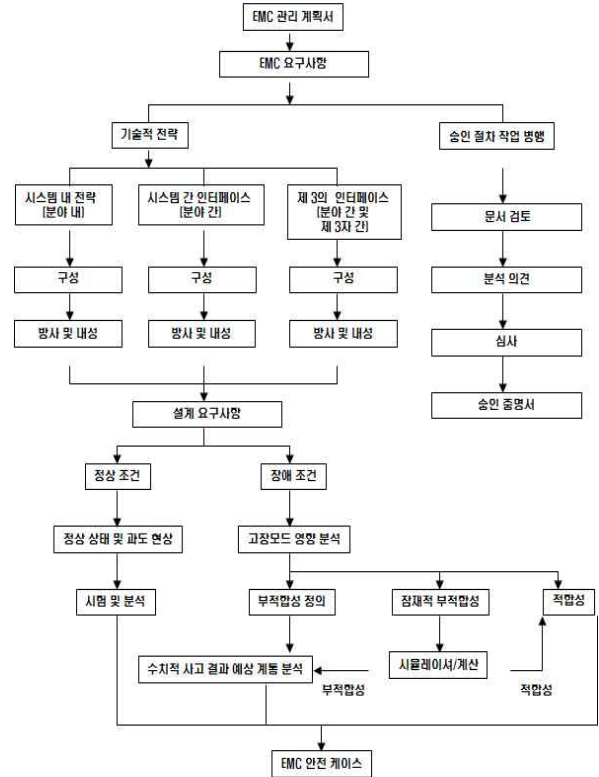 EMC 관리 계획서
EMC 요구사항
기술적 전략
승인 절차 작업 병행
시스템 내 전략
[분야 내]
시스템 간 인터페이스
[분야 간]
제 3의 인터페이스
[분야 간 및
제 3자 간]
문서 검토
구성
구성
구성
분석 의견
방사 및 내성
방사 및 내성
방사 및 내성
심사
승인 증명서
설계 요구사항
정상 조건
장애 조건
정상 상태 및 과도 현상
고장모드 영향 분석
시험 및 분석
부적합성 정의
잠재적 부적합성
적합성
수치적 사고 결과 예상 계통 분석
시뮬레이셔/계산
부적합성
적합성
EMC 안전 케이스